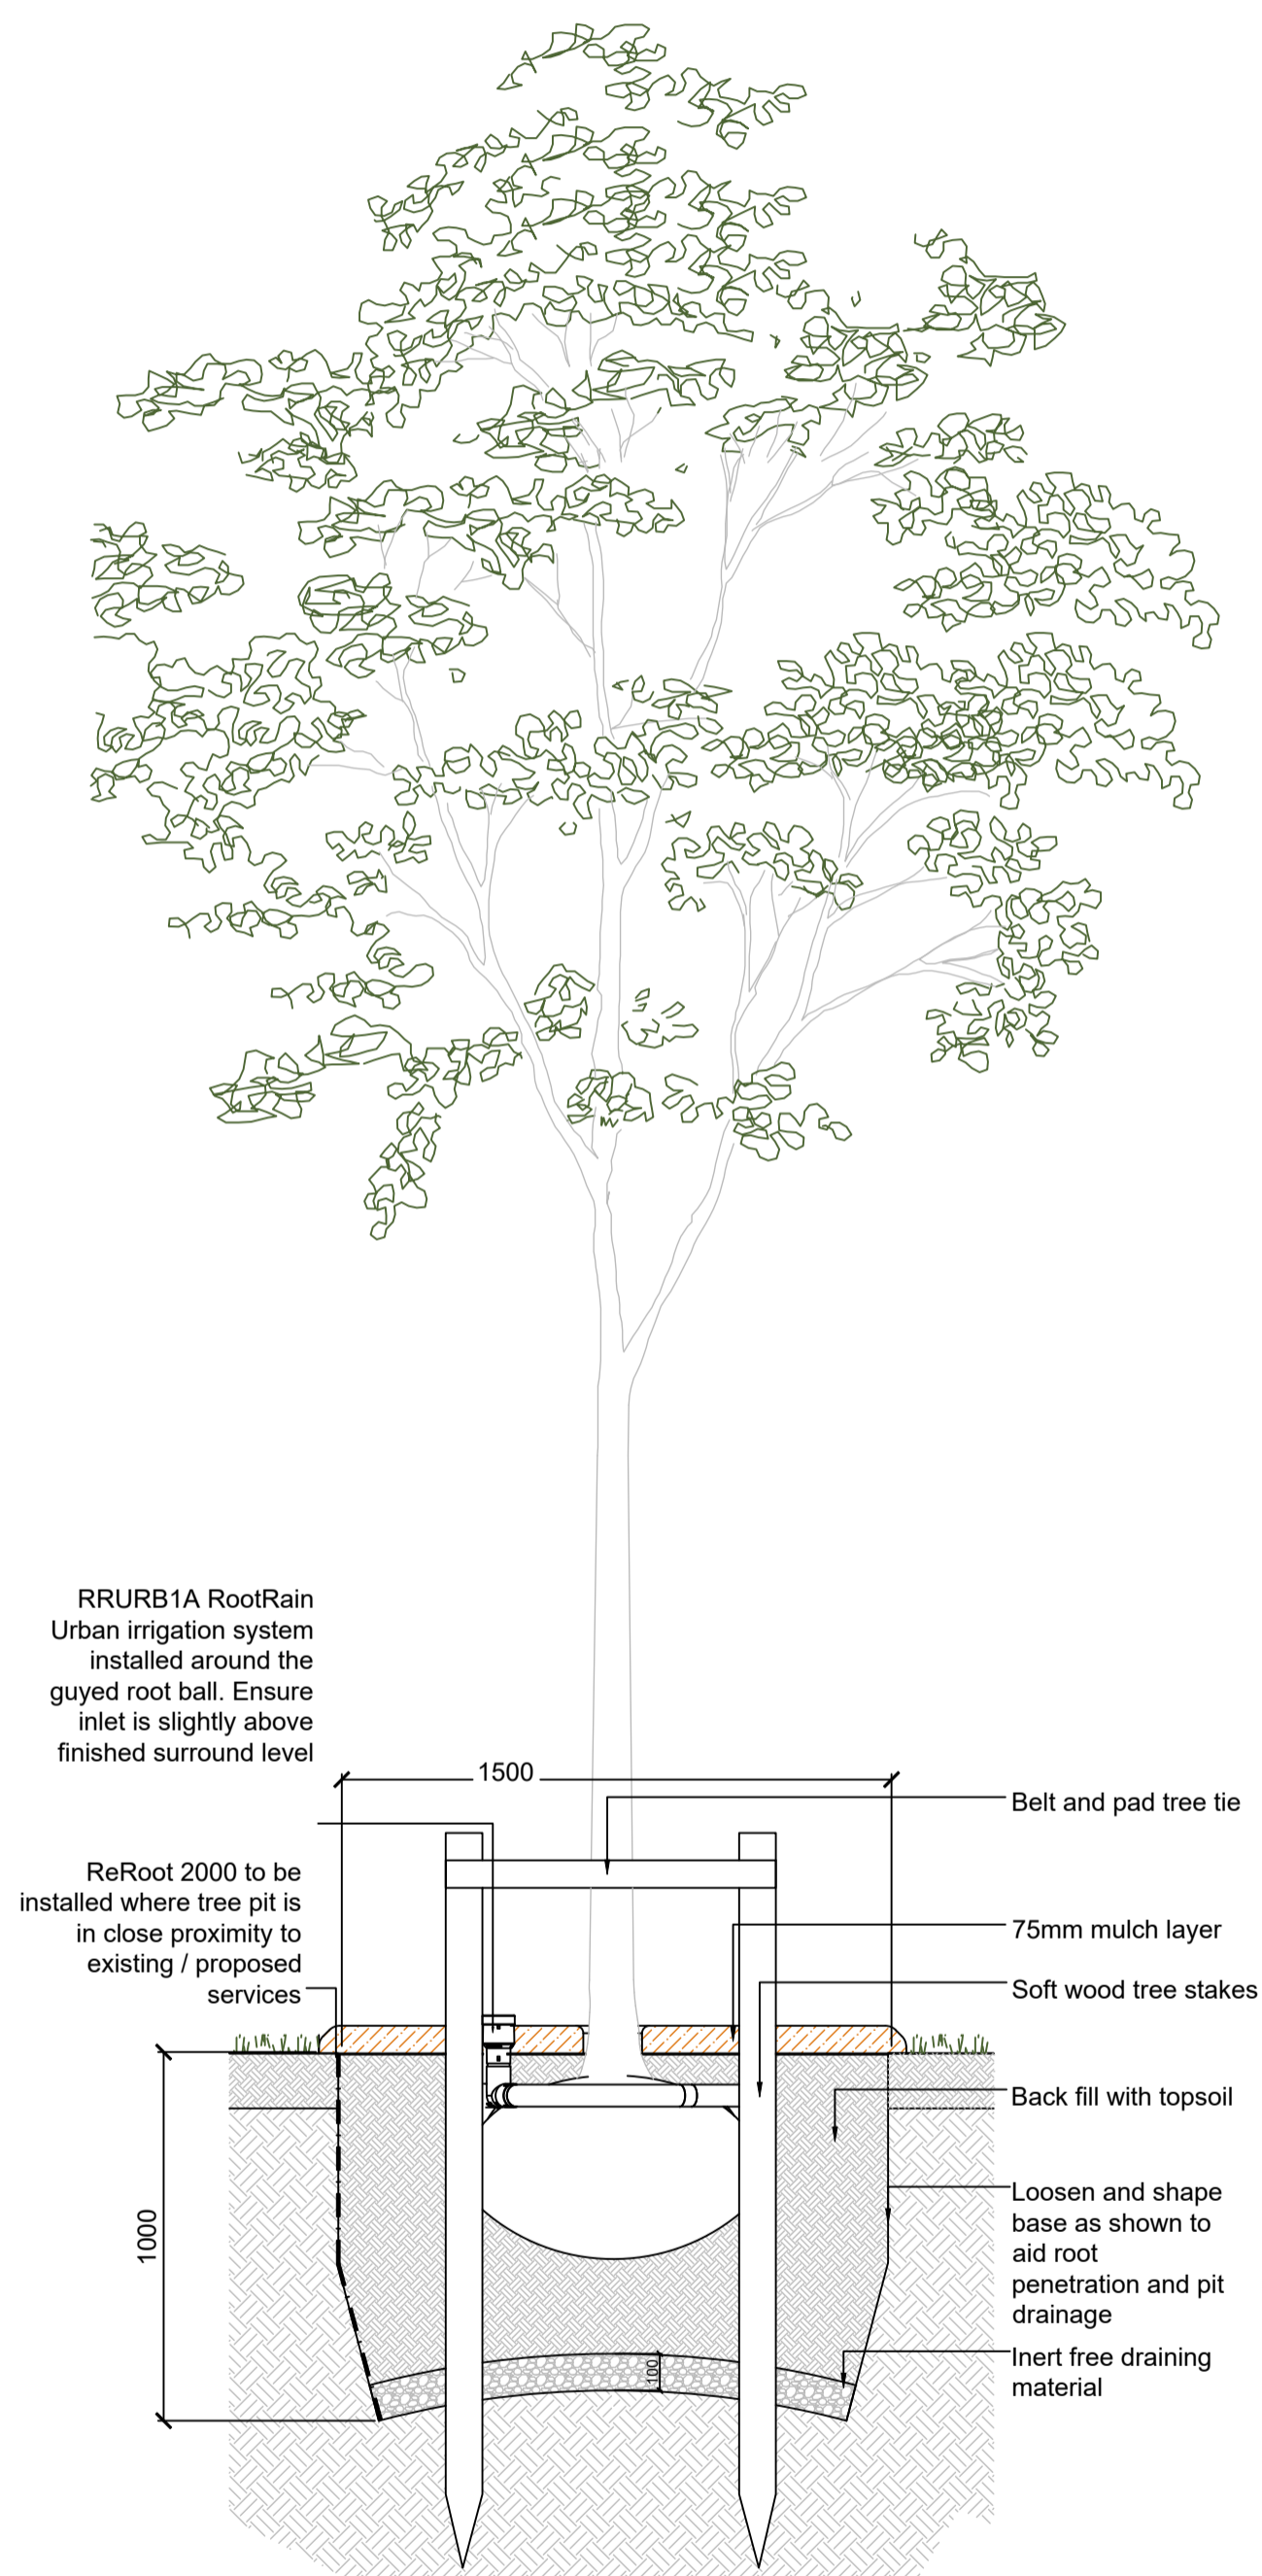 RRURB1A RootRain
Urban irrigation system
installed around the
guyed root ball. Ensure
inlet is slightly above
finished surround level
1500
Belt and pad tree tie
ReRoot 2000 to be
installed where tree pit is
in close proximity to
existing / proposed
services
75mm mulch layer
Soft wood tree stakes
Back fill with topsoil
1000
Loosen and shape
base as shown to
aid root
penetration and pit
drainage
Inert free draining
material
100